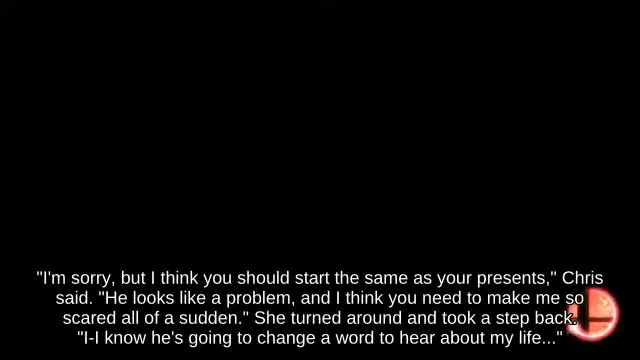 "I'm sorry, but I think you should start the same as your presents," Chris
said. "He looks like a problem, and I think you need to make me so
scared all of a sudden." She turned around and took a step back.
"I-I know he's going to change a word to hear about my life..."